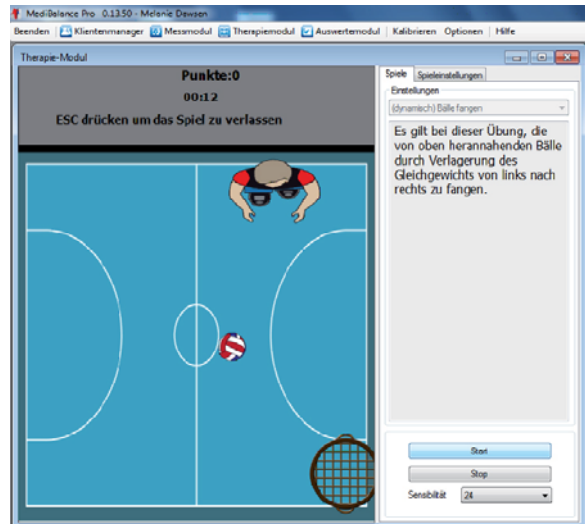 MediBalance Pro 0.13.50 - Melanie Dawson
Beenden Klientenmanager Messmodul Therapiemodul Auswertemodul Kalibrieren Optionen Hilfe
Therapie-Modul
Punkte:0
00:12
ESC drücken um das Spiel zu verlassen
Spiele Spieleinstellungen
Einstellungen
(dynamisch) Bälle fangen
Es gilt bei dieser Übung, die
von oben herannahenden Bälle
durch Verlagerung des
Gleichgewichts von links nach
rechts zu fangen.
Start
Stop
Sensibilität 24